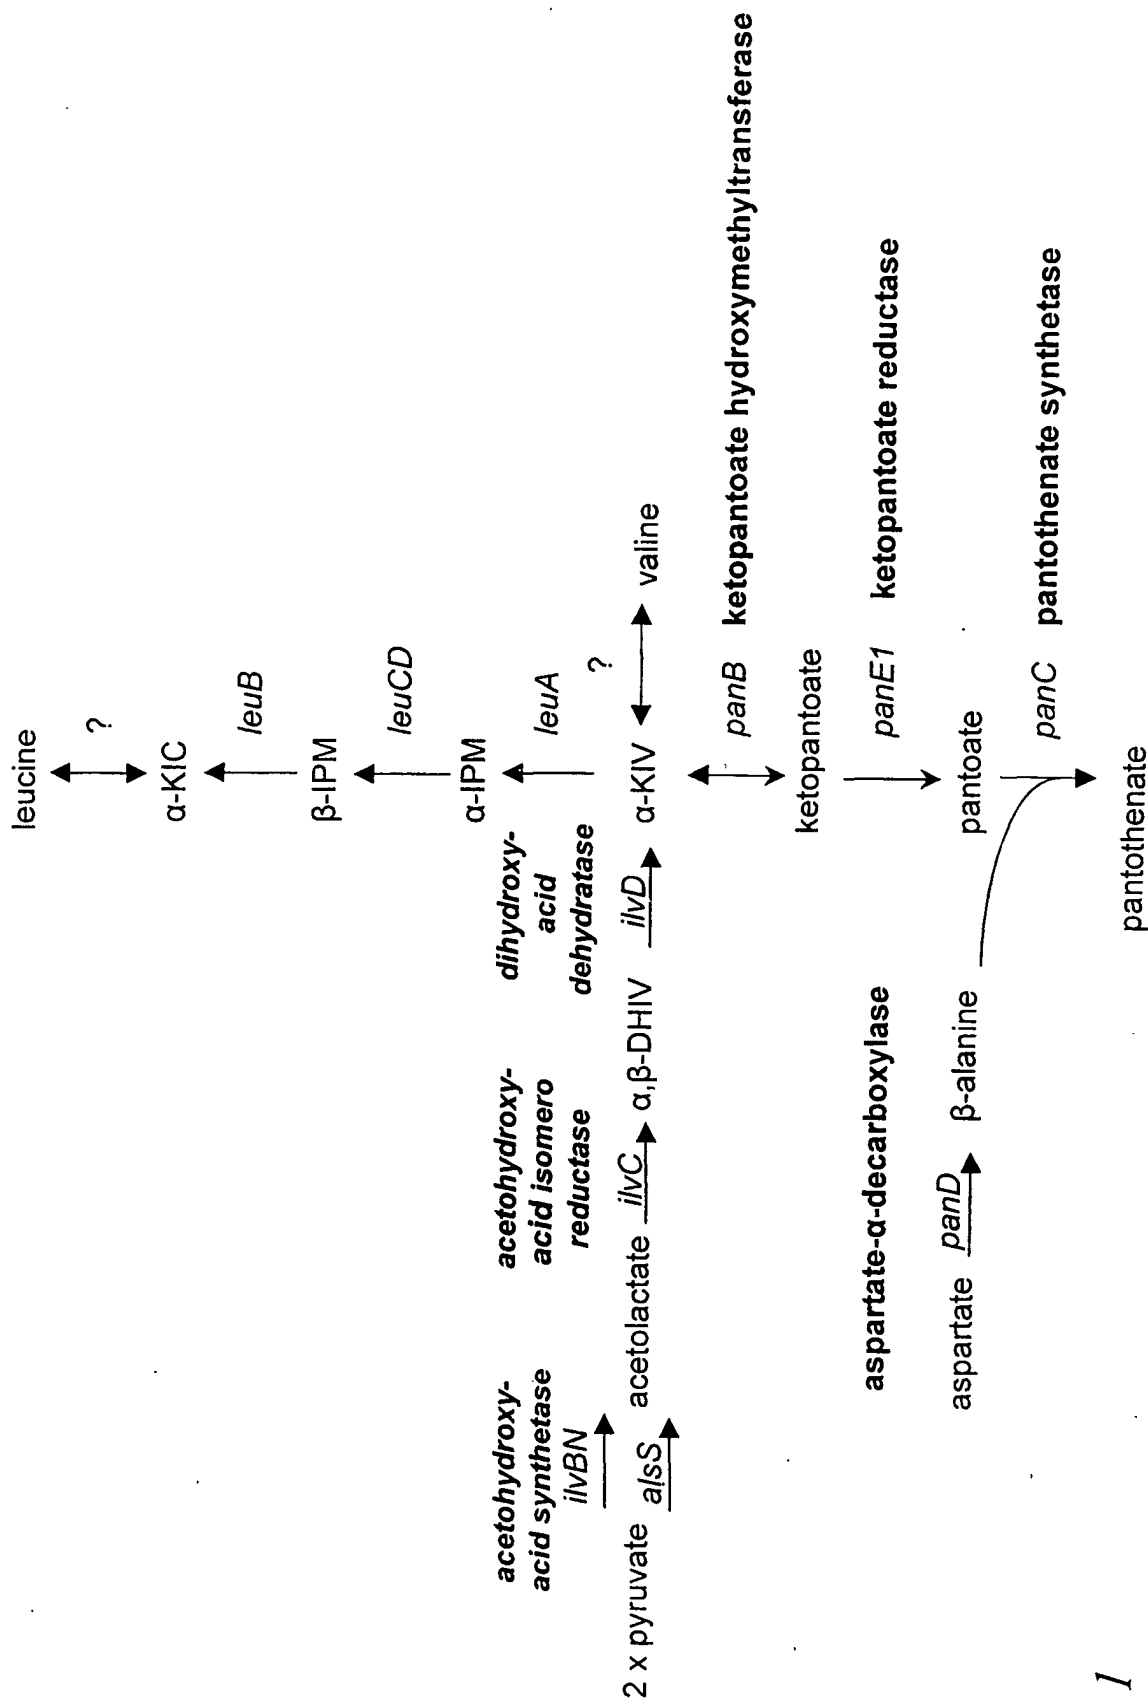 leucine
?
α-KIC
leuB
β-IPM
leuCD
α-IPM
leuA
acetohydroxy-
acid synthetase
ilvBN
acetohydroxy-
acid isomero
reductase
dihydroxy-
acid
dehydratase
?
2 x pyruvate alsS acetolactate ilvC α,β-DHIV ilvD α-KIV valine
panB ketopantoate hydroxymethyltransferase
ketopantoate
aspartate-α-decarboxylase
panE1 ketopantoate reductase
aspartate panD β-alanine pantoate
panC pantothenate synthetase
pantothenate
1